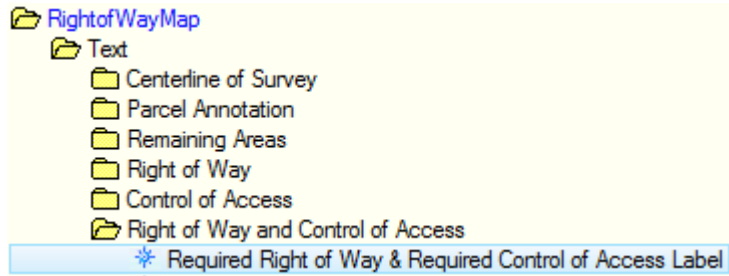 RightofWayMap
Text
Centerline of Survey
Parcel Annotation
Remaining Areas
Right of Way
Control of Access
Right of Way and Control of Access
Required Right of Way & Required Control of Access Label